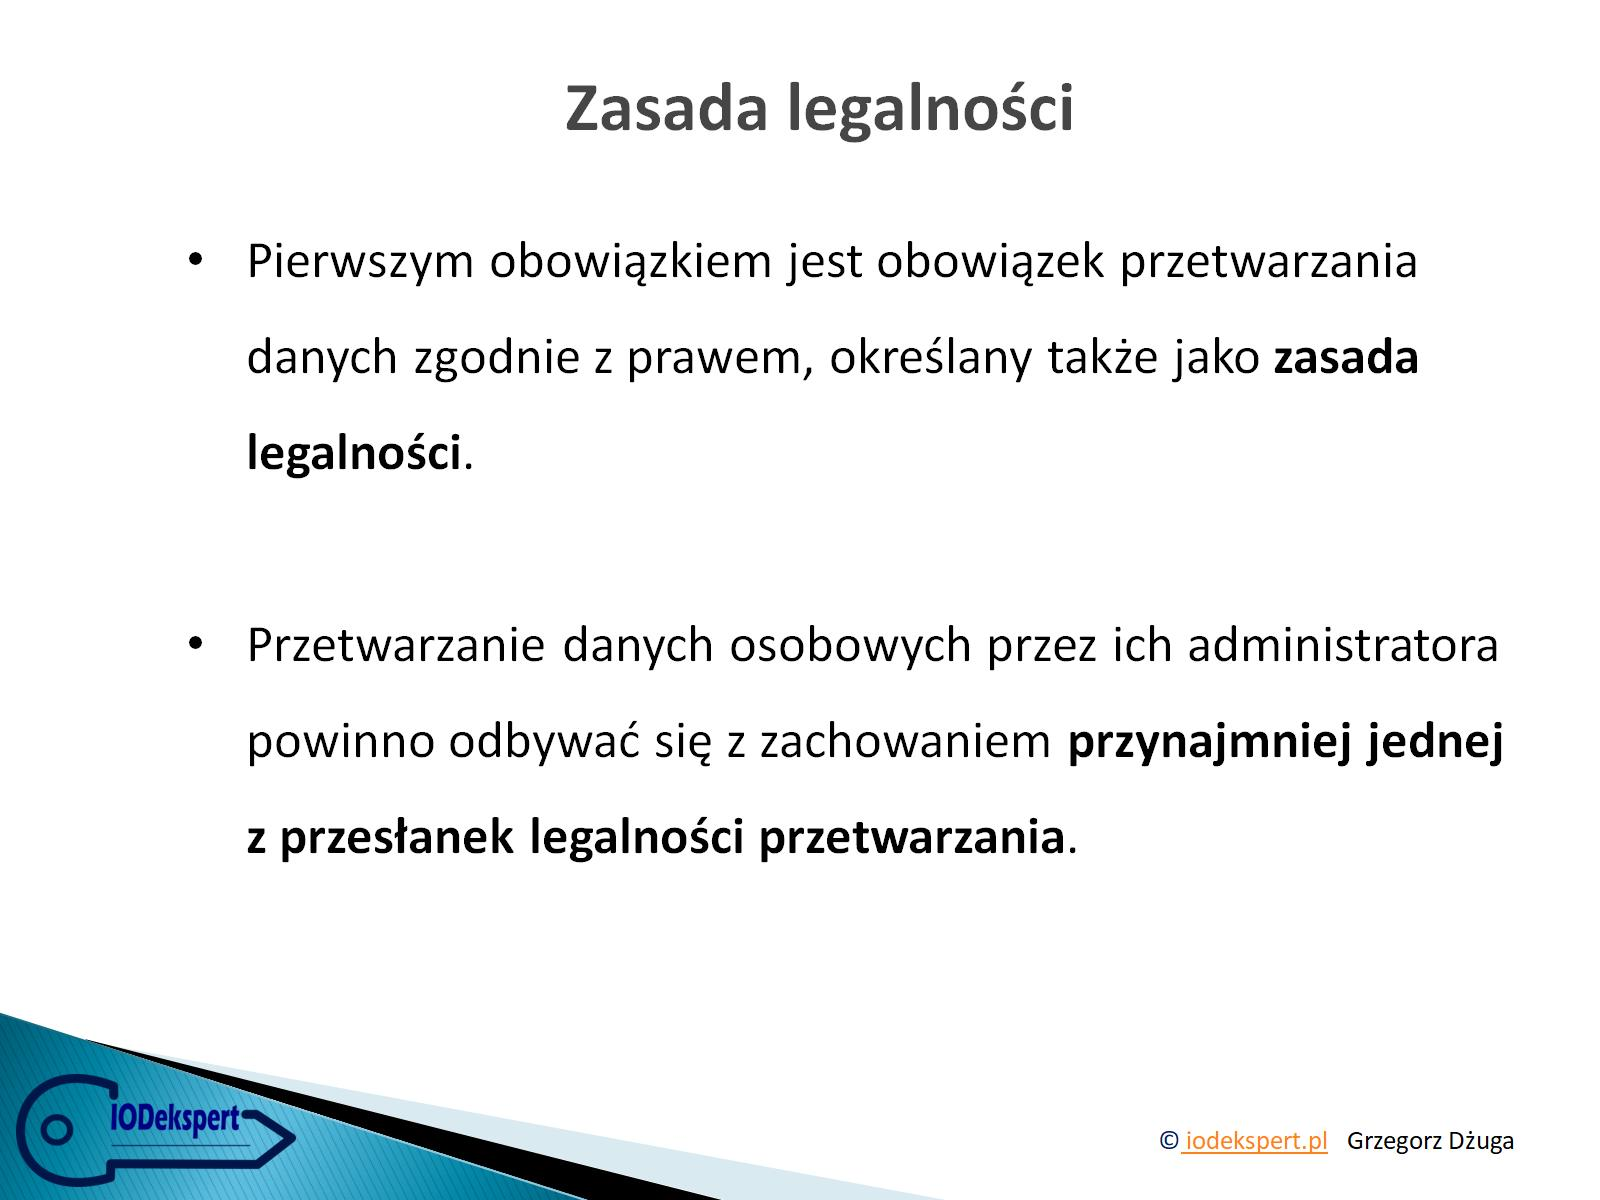 Zasada legalności
• Pierwszym obowiązkiem jest obowiązek przetwarzania
danych zgodnie z prawem, określany także jako zasada
legalności.
• Przetwarzanie danych osobowych przez ich administratora
powinno odbywać się z zachowaniem przynajmniej jednej
z przesłanek legalności przetwarzania.
IODekspert
© iodekspert.pl Grzegorz Dżuga